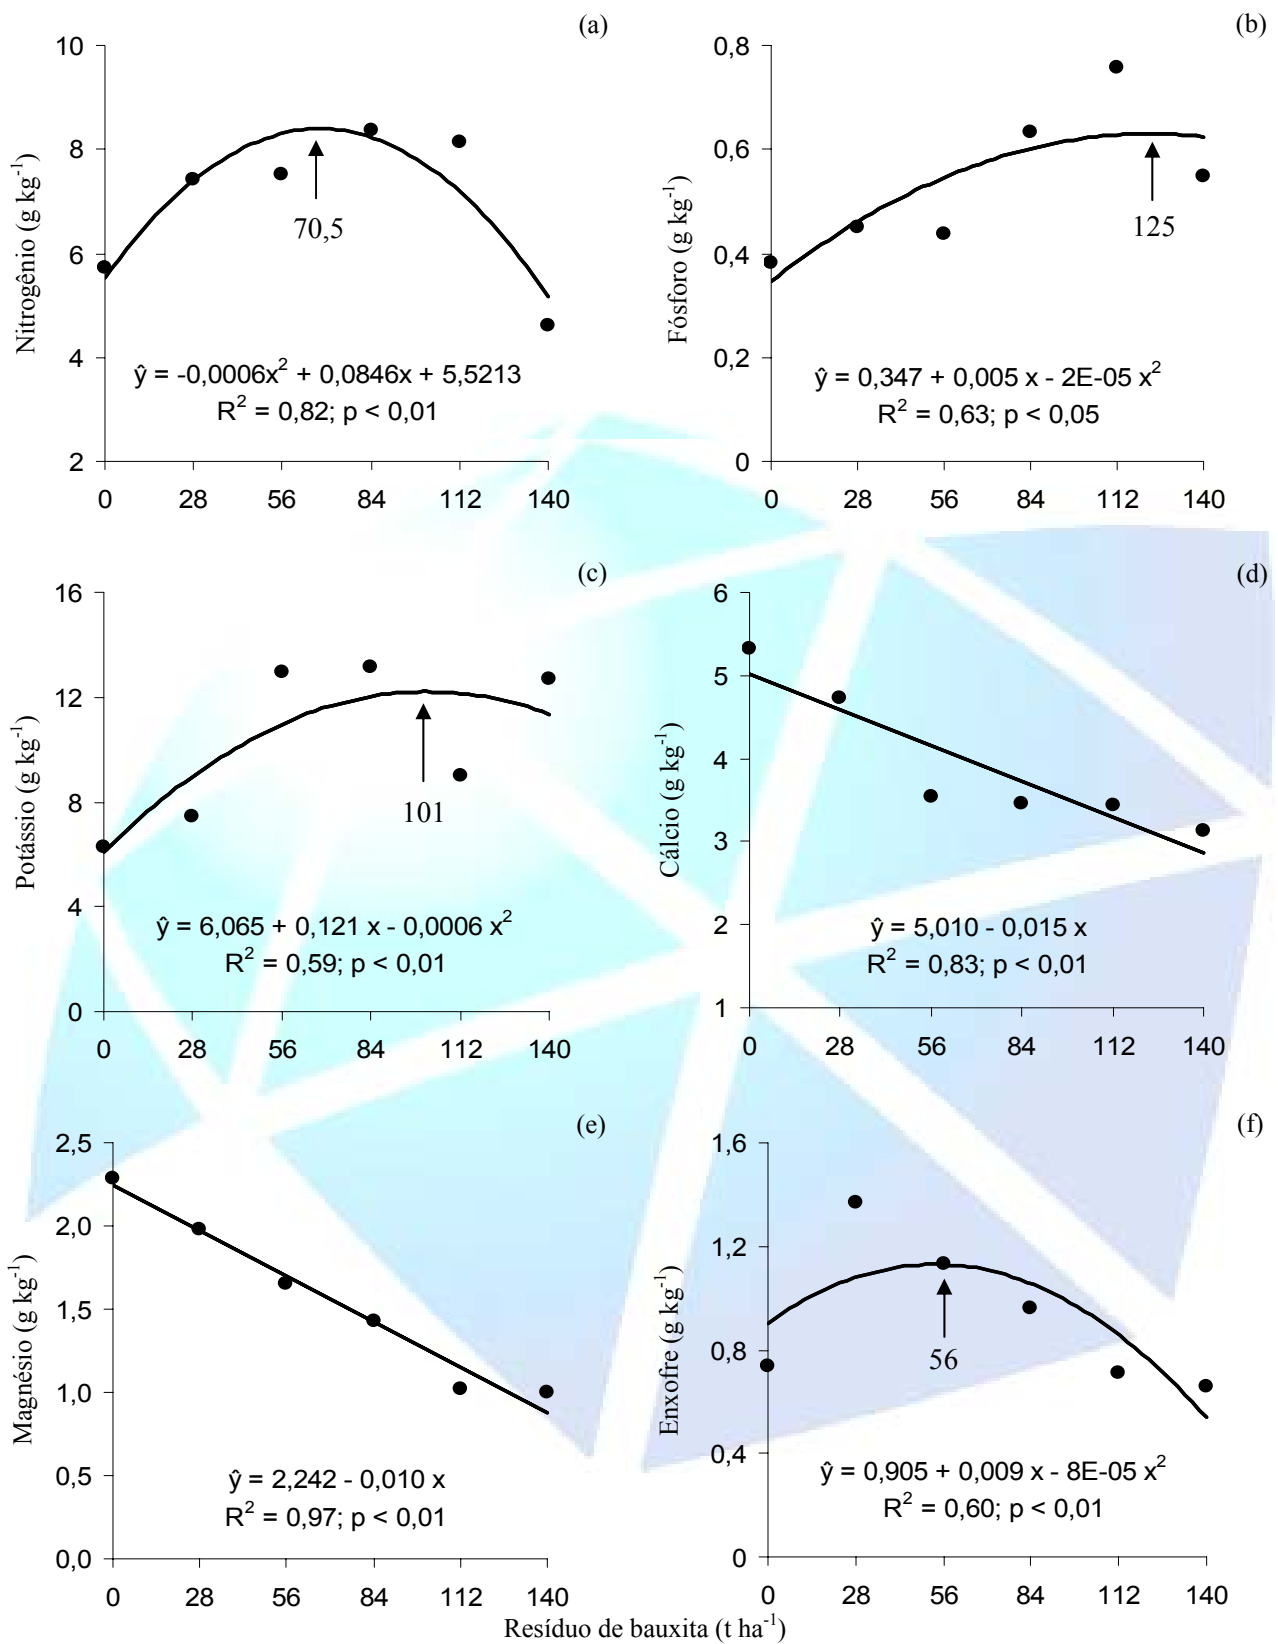 (a)
10
8
6
4
2
Nitrogênio (g kg⁻¹)
70,5
ŷ = -0,0006x² + 0,0846x + 5,5213
R² = 0,82; p < 0,01
0 28 56 84 112 140
(b)
0,8
0,6
0,4
0,2
0
Fósforo (g kg⁻¹)
125
ŷ = 0,347 + 0,005 x - 2E-05 x²
R² = 0,63; p < 0,05
0 28 56 84 112 140
(c)
16
12
8
4
0
Potássio (g kg⁻¹)
101
ŷ = 6,065 + 0,121 x - 0,0006 x²
R² = 0,59; p < 0,01
0 28 56 84 112 140
(d)
6
5
4
3
2
1
Cálcio (g kg⁻¹)
ŷ = 5,010 - 0,015 x
R² = 0,83; p < 0,01
0 28 56 84 112 140
(e)
2,5
2,0
1,5
1,0
0,5
0,0
Magnésio (g kg⁻¹)
ŷ = 2,242 - 0,010 x
R² = 0,97; p < 0,01
0 28 56 84 112 140
(f)
1,6
1,2
0,8
0,4
0
Enxofre (g kg⁻¹)
56
ŷ = 0,905 + 0,009 x - 8E-05 x²
R² = 0,60; p < 0,01
0 28 56 84 112 140
Resíduo de bauxita (t ha⁻¹)